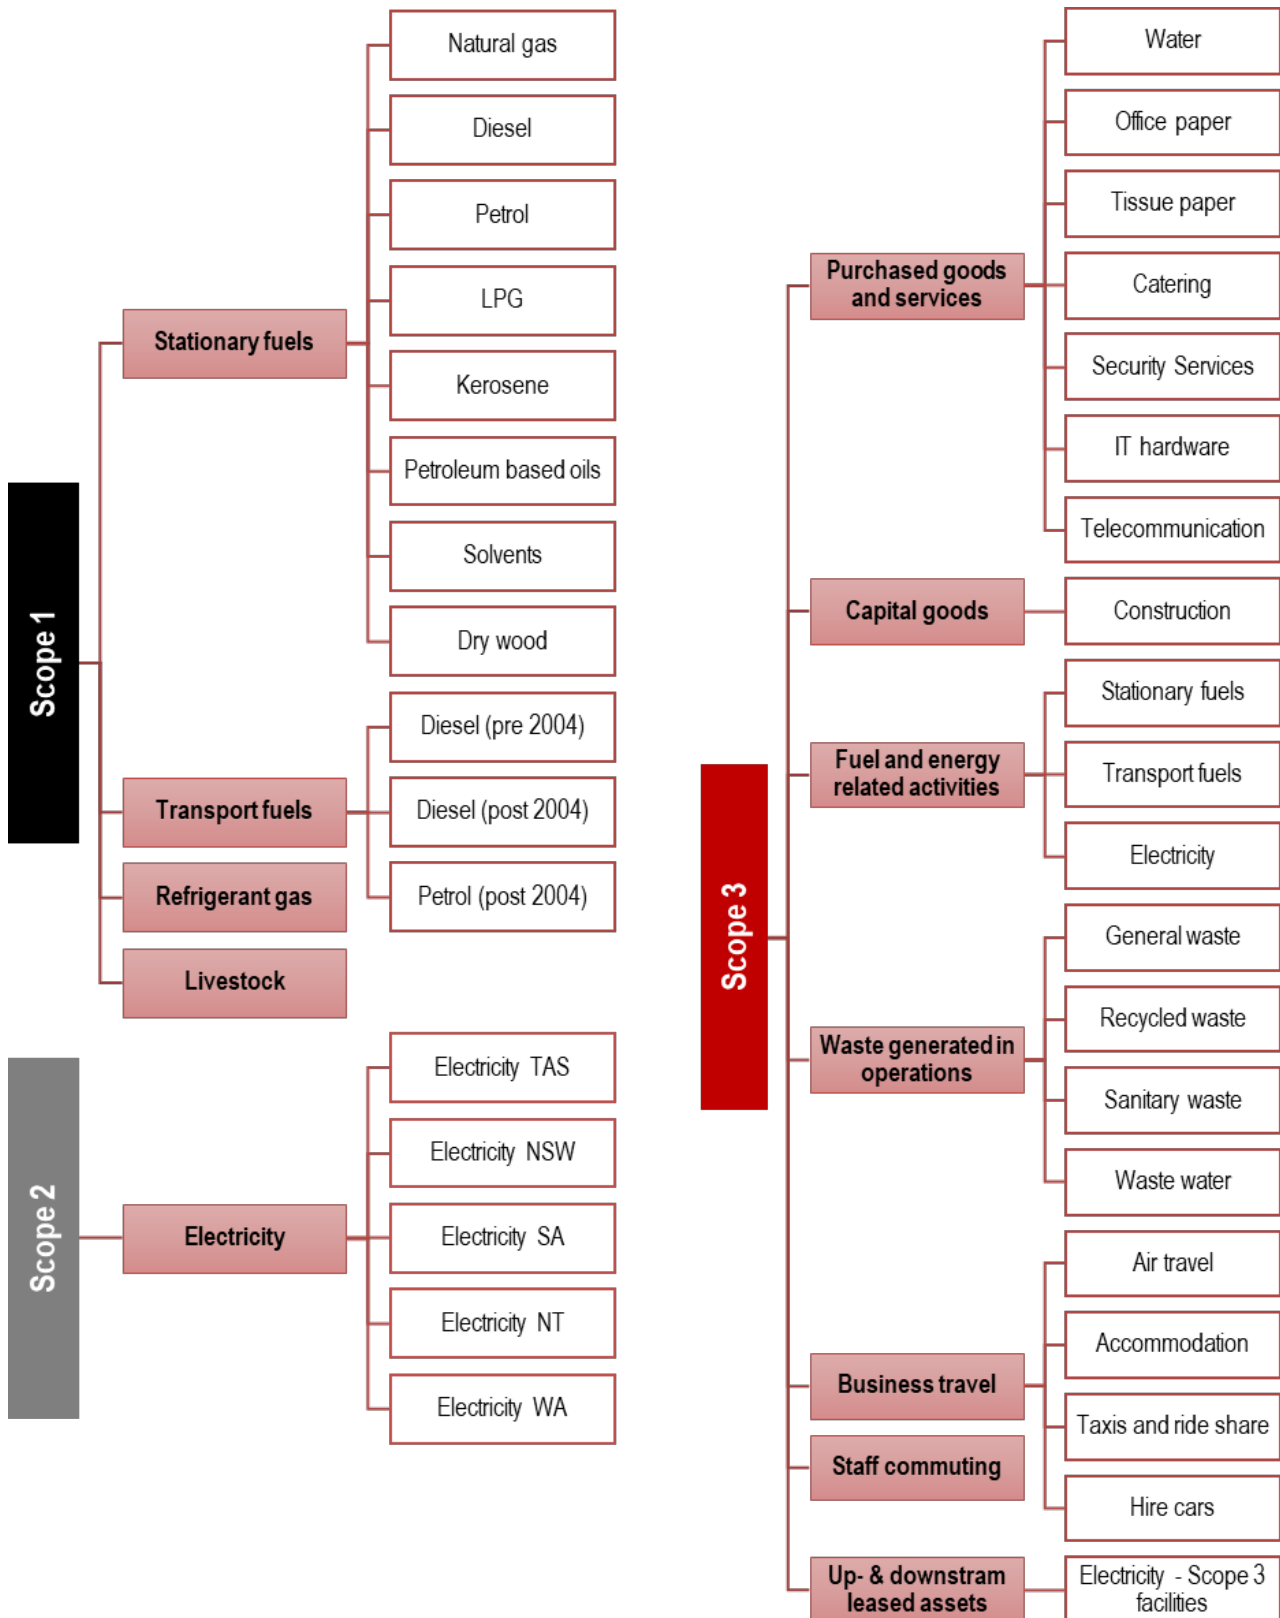 Scope 1
Stationary fuels
Natural gas
Diesel
Petrol
LPG
Kerosene
Petroleum based oils
Solvents
Dry wood
Transport fuels
Diesel (pre 2004)
Diesel (post 2004)
Petrol (post 2004)
Refrigerant gas
Livestock
Scope 2
Electricity
Electricity TAS
Electricity NSW
Electricity SA
Electricity NT
Electricity WA
Scope 3
Purchased goods
and services
Water
Office paper
Tissue paper
Catering
Security Services
IT hardware
Telecommunication
Capital goods
Construction
Fuel and energy
related activities
Stationary fuels
Transport fuels
Electricity
Waste generated in
operations
General waste
Recycled waste
Sanitary waste
Waste water
Business travel
Air travel
Accommodation
Taxis and ride share
Hire cars
Staff commuting
Up- & downstram
leased assets
Electricity - Scope 3
facilities